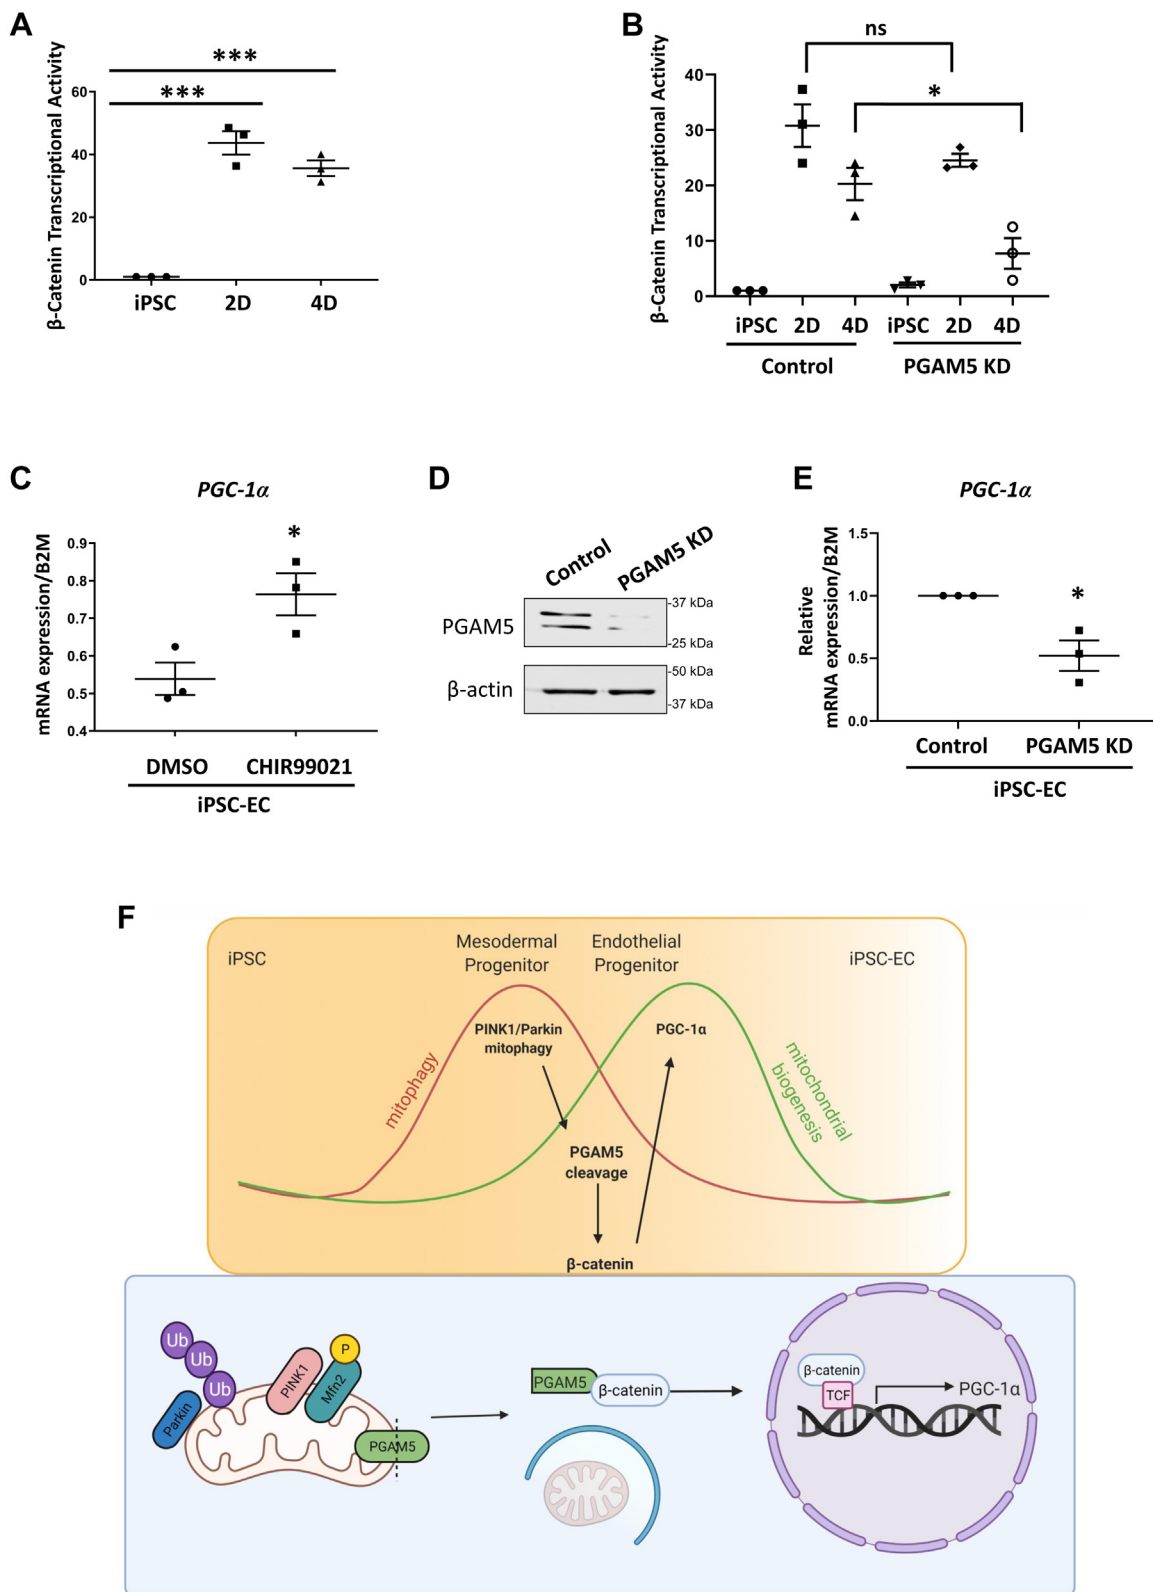 A
β-Catenin Transcriptional Activity
***
***
60
40
20
0
iPSC
2D
4D
B
β-Catenin Transcriptional Activity
ns
*
40
30
20
10
0
iPSC
2D
4D
iPSC
2D
4D
Control
PGAM5 KD
C
PGC-1α
mRNA expression/B2M
*
0.9
0.8
0.7
0.6
0.5
0.4
DMSO
CHIR99021
iPSC-EC
D
Control
PGAM5 KD
PGAM5
-37 kDa
-25 kDa
β-actin
-50 kDa
-37 kDa
E
PGC-1α
Relative
mRNA expression/B2M
*
1.5
1.0
0.5
0.0
Control
PGAM5 KD
iPSC-EC
F
iPSC
Mesodermal
Progenitor
Endothelial
Progenitor
iPSC-EC
PINK1/Parkin
mitophagy
PGC-1α
mitophagy
mitochondrial
biogenesis
PGAM5
cleavage
β-catenin
Ub
Ub
Ub
Parkin
PINK1
P
Mfn2
PGAM5
PGAM5
β-catenin
β-catenin
TCF
PGC-1α